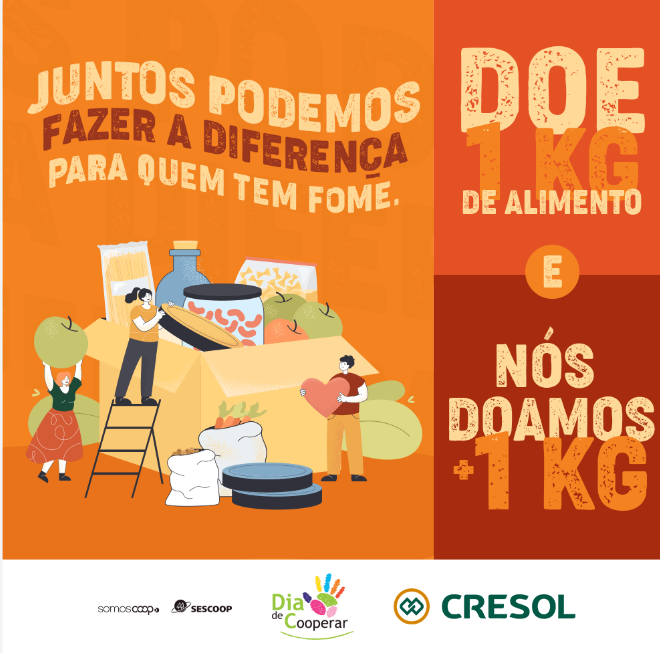 JUNTOS PODEMOS
FAZER A DIFERENÇA
PARA QUEM TEM FOME.
DOE
1 KG
DE ALIMENTO
E
NÓS
DOAMOS
+1 KG
somoscoop
SESCOOP
Dia
de Cooperar
CRESOL